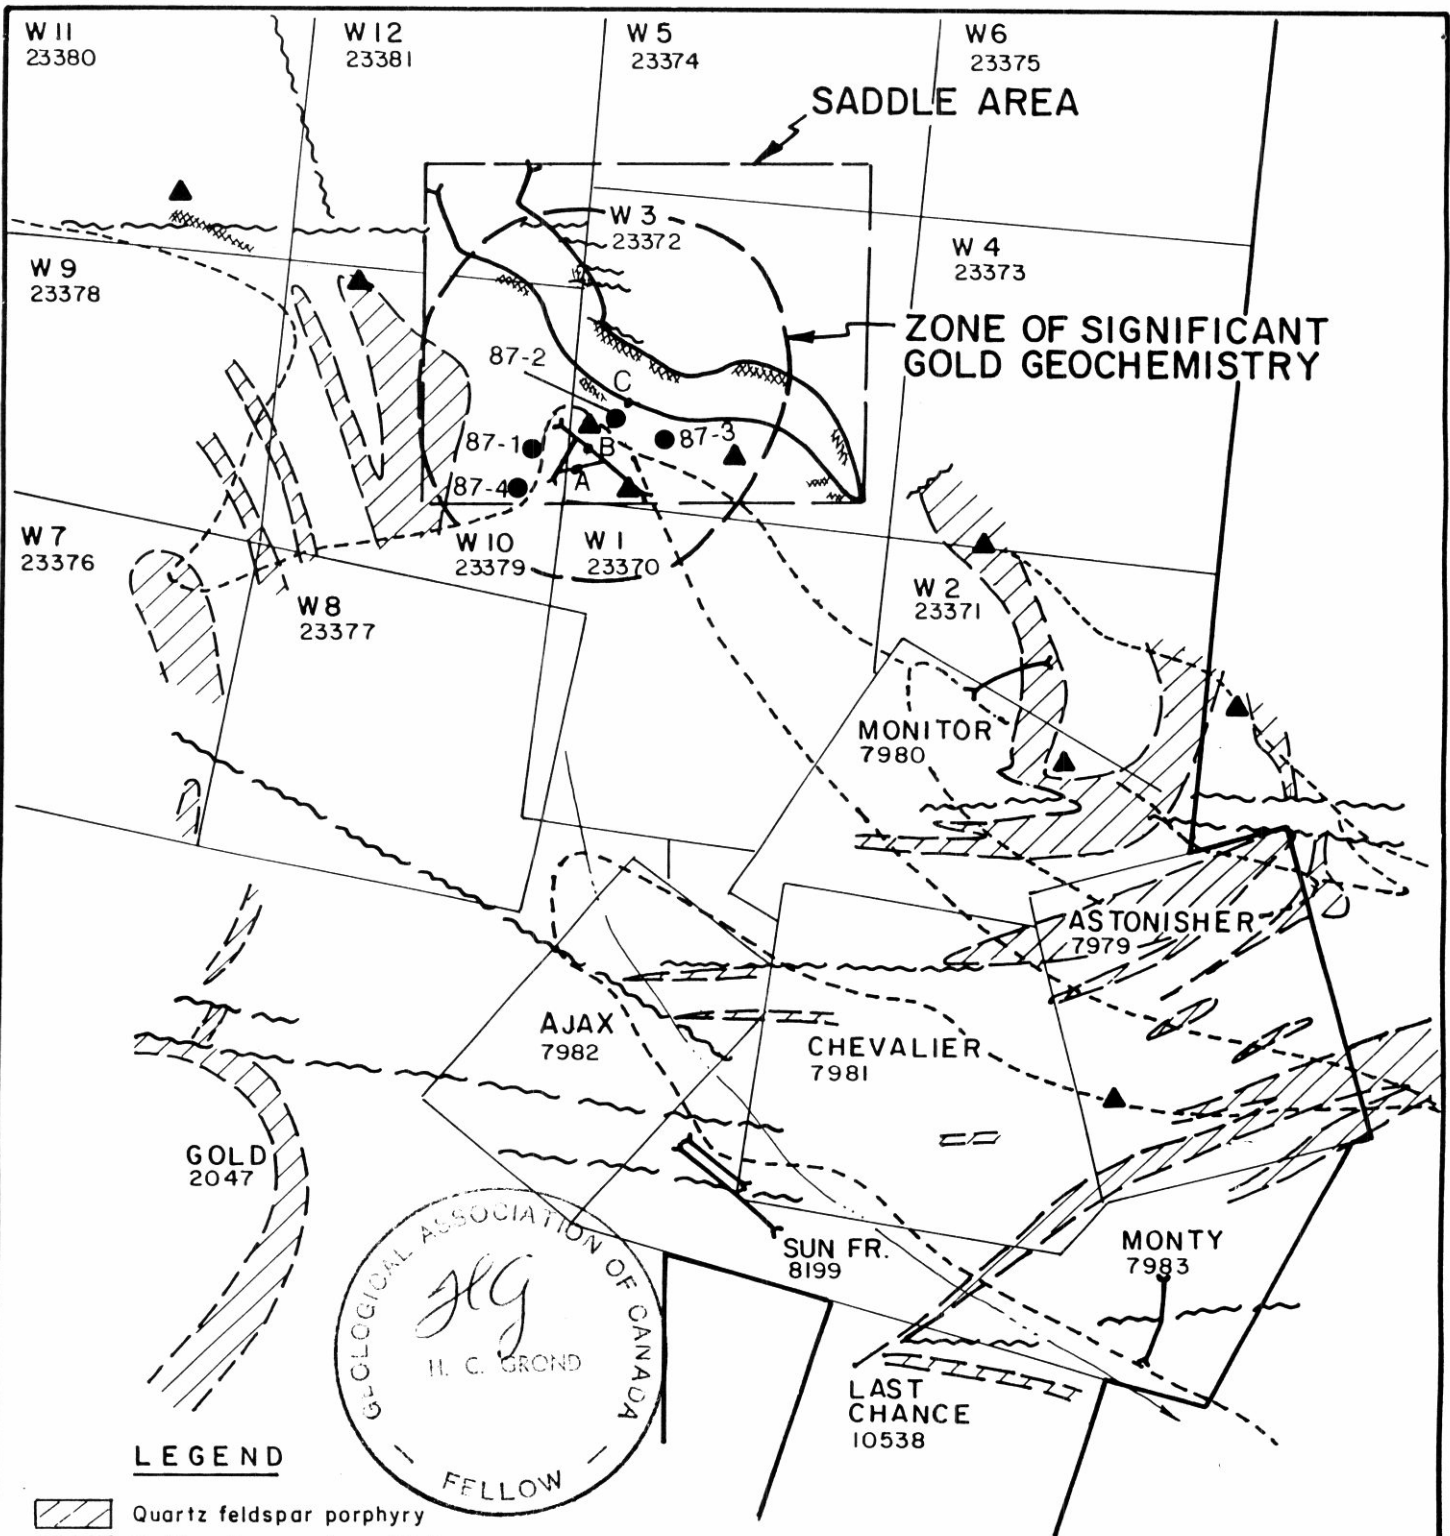 W 11
23380
W 12
23381
W 5
23374
W 6
23375
SADDLE AREA
W 3
23372
W 4
23373
W 9
23378
ZONE OF SIGNIFICANT
GOLD GEOCHEMISTRY
87-2
C
87-1
87-3
B
87-4
A
W 7
23376
W 10
23379
W 1
23370
W 2
23371
W 8
23377
MONITOR
7980
ASTONISHER
7979
AJAX
7982
CHEVALIER
7981
GOLD
2047
SUN FR.
8199
MONTY
7983
GEOLOGICAL ASSOCIATION OF CANADA
HG
H. C. GROND
FELLOW
LAST
CHANCE
10538
LEGEND
Quartz feldspar porphyry